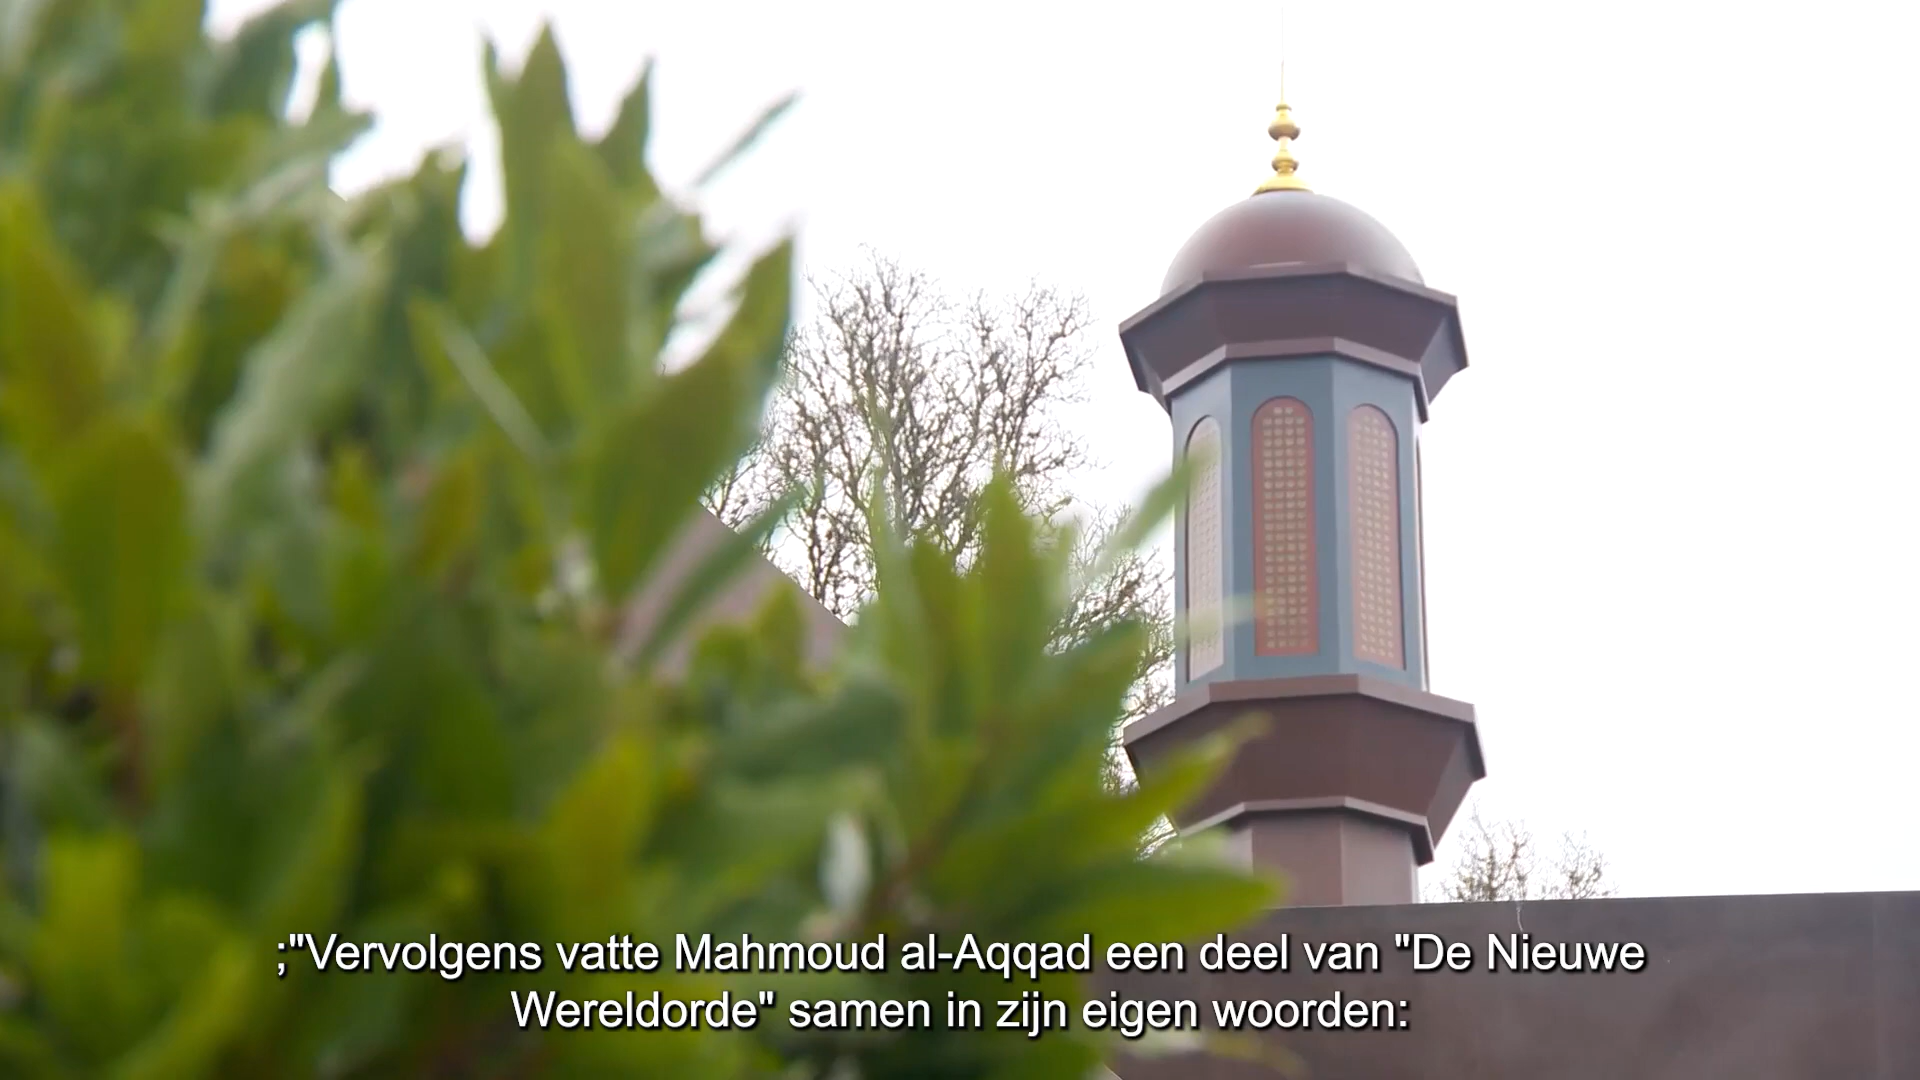 ;"Vervolgens vatte Mahmoud al-Aqqad een deel van "De Nieuwe
Wereldorde" samen in zijn eigen woorden: